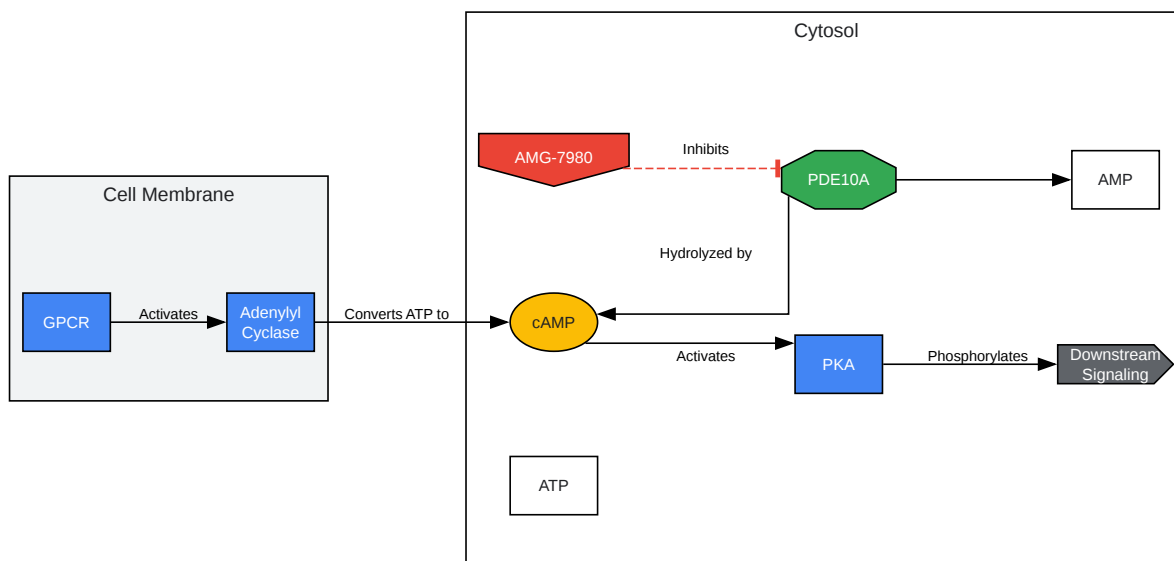 Cytosol
AMG-7980
Inhibits
PDE10A
AMP
Cell Membrane
Hydrolyzed by
GPCR
Activates
Adenylyl
Cyclase
Converts ATP to
cAMP
Activates
PKA
Phosphorylates
Downstream
Signaling
ATP